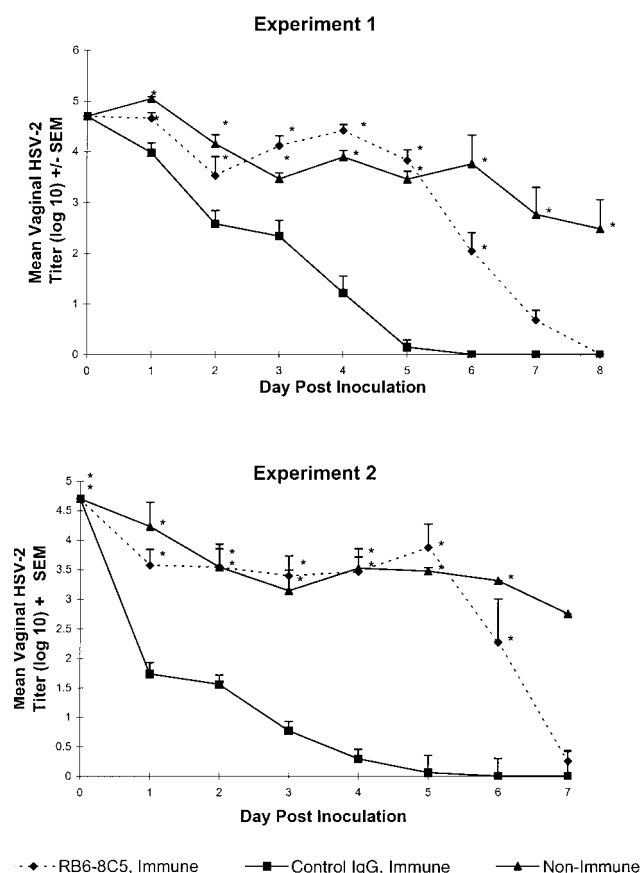 Experiment 1
Mean Vaginal HSV-2
Titer (log 10) +/- SEM
6
5
4
3
2
1
0
0 1 2 3 4 5 6 7 8
Day Post Inoculation
Experiment 2
Mean Vaginal HSV-2
Titer (log 10) + SEM
5
4.5
4
3.5
3
2.5
2
1.5
1
0.5
0
0 1 2 3 4 5 6 7
Day Post Inoculation
RB6-8C5, Immune Control IgG, Immune Non-Immune